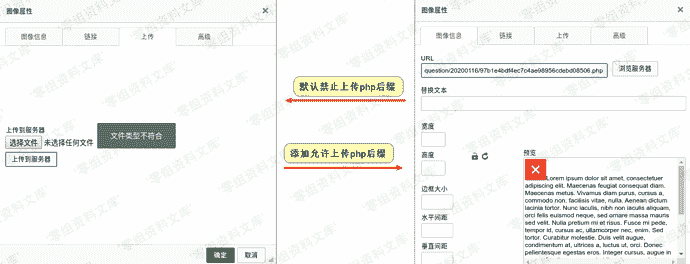 图像属性
图像信息
链接
上传
高级
上传到服务器
选择文件 未选择任何文件
文件类型不符合
上传到服务器
确定
取消
默认禁止上传php后缀
添加允许上传php后缀
图像属性
图像信息
链接
上传
高级
URL
question/20200116/97b1e4bdf4ec7c4ae98956cdebd08506.php
浏览服务器
替换文本
宽度
高度
边框大小
水平间距
垂直间距
预览
Lorem ipsum dolor sit amet, consectetuer
adipiscing elit. Maecenas feugiat consequat diam.
Maecenas metus. Vivamus diam purus, cursus a,
commodo non, facilisis vitae, nulla. Aenean dictum
lacinia tortor. Nunc iaculis, nibh non iaculis aliquam,
orci felis euismod neque, sed ornare massa mauris
sed velit. Nulla pretium mi et risus. Fusce mi pede,
tempor id, cursus ac, ullamcorper nec, enim. Sed
tortor. Curabitur molestie. Duis velit augue,
condimentum at, ultrices a, luctus ut, orci. Donec
pellentesque egestas eros. Integer cursus, augue in
零组资料文库